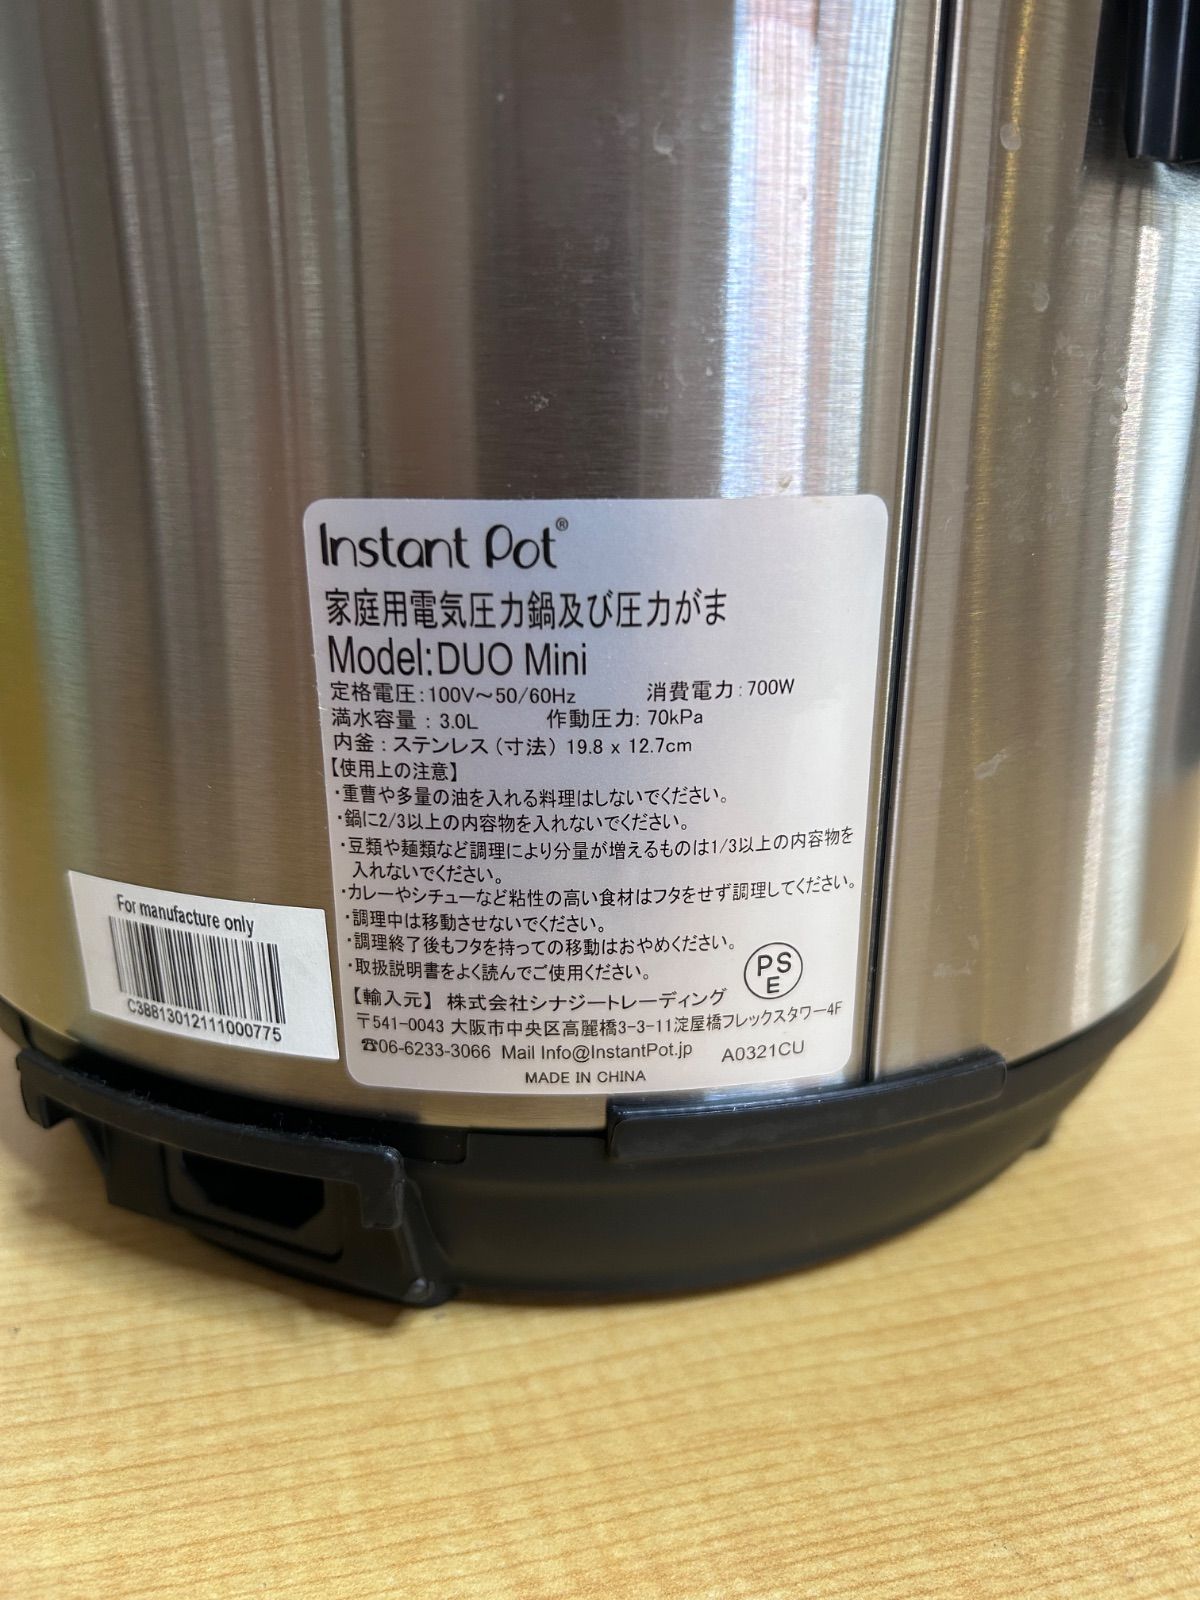 Instant Pot®
家庭用電気圧力鍋及び圧力がま
Model:DUO Mini
定格電圧:100V～50/60Hz 消費電力:700W
満水容量：3.0L 作動圧力: 70kPa
内釜：ステンレス（寸法）19.8 x 12.7cm
【使用上の注意】
・重曹や多量の油を入れる料理はしないでください。
・鍋に2/3以上の内容物を入れないでください。
・豆類や麺類など調理により分量が増えるものは1/3以上の内容物を
入れないでください。
・カレーやシチューなど粘性の高い食材はフタをせず調理してください。
・調理中は移動させないでください。
・調理終了後もフタを持っての移動はおやめください。
・取扱説明書をよく読んでご使用ください。
PSE
【輸入元】 株式会社シナジートレーディング
〒541-0043 大阪市中央区高麗橋3-3-11淀屋橋フレックスタワー4F
☎06-6233-3066 Mail Info@InstantPot.jp A0321CU
MADE IN CHINA
For manufacture only
C38813012111000775